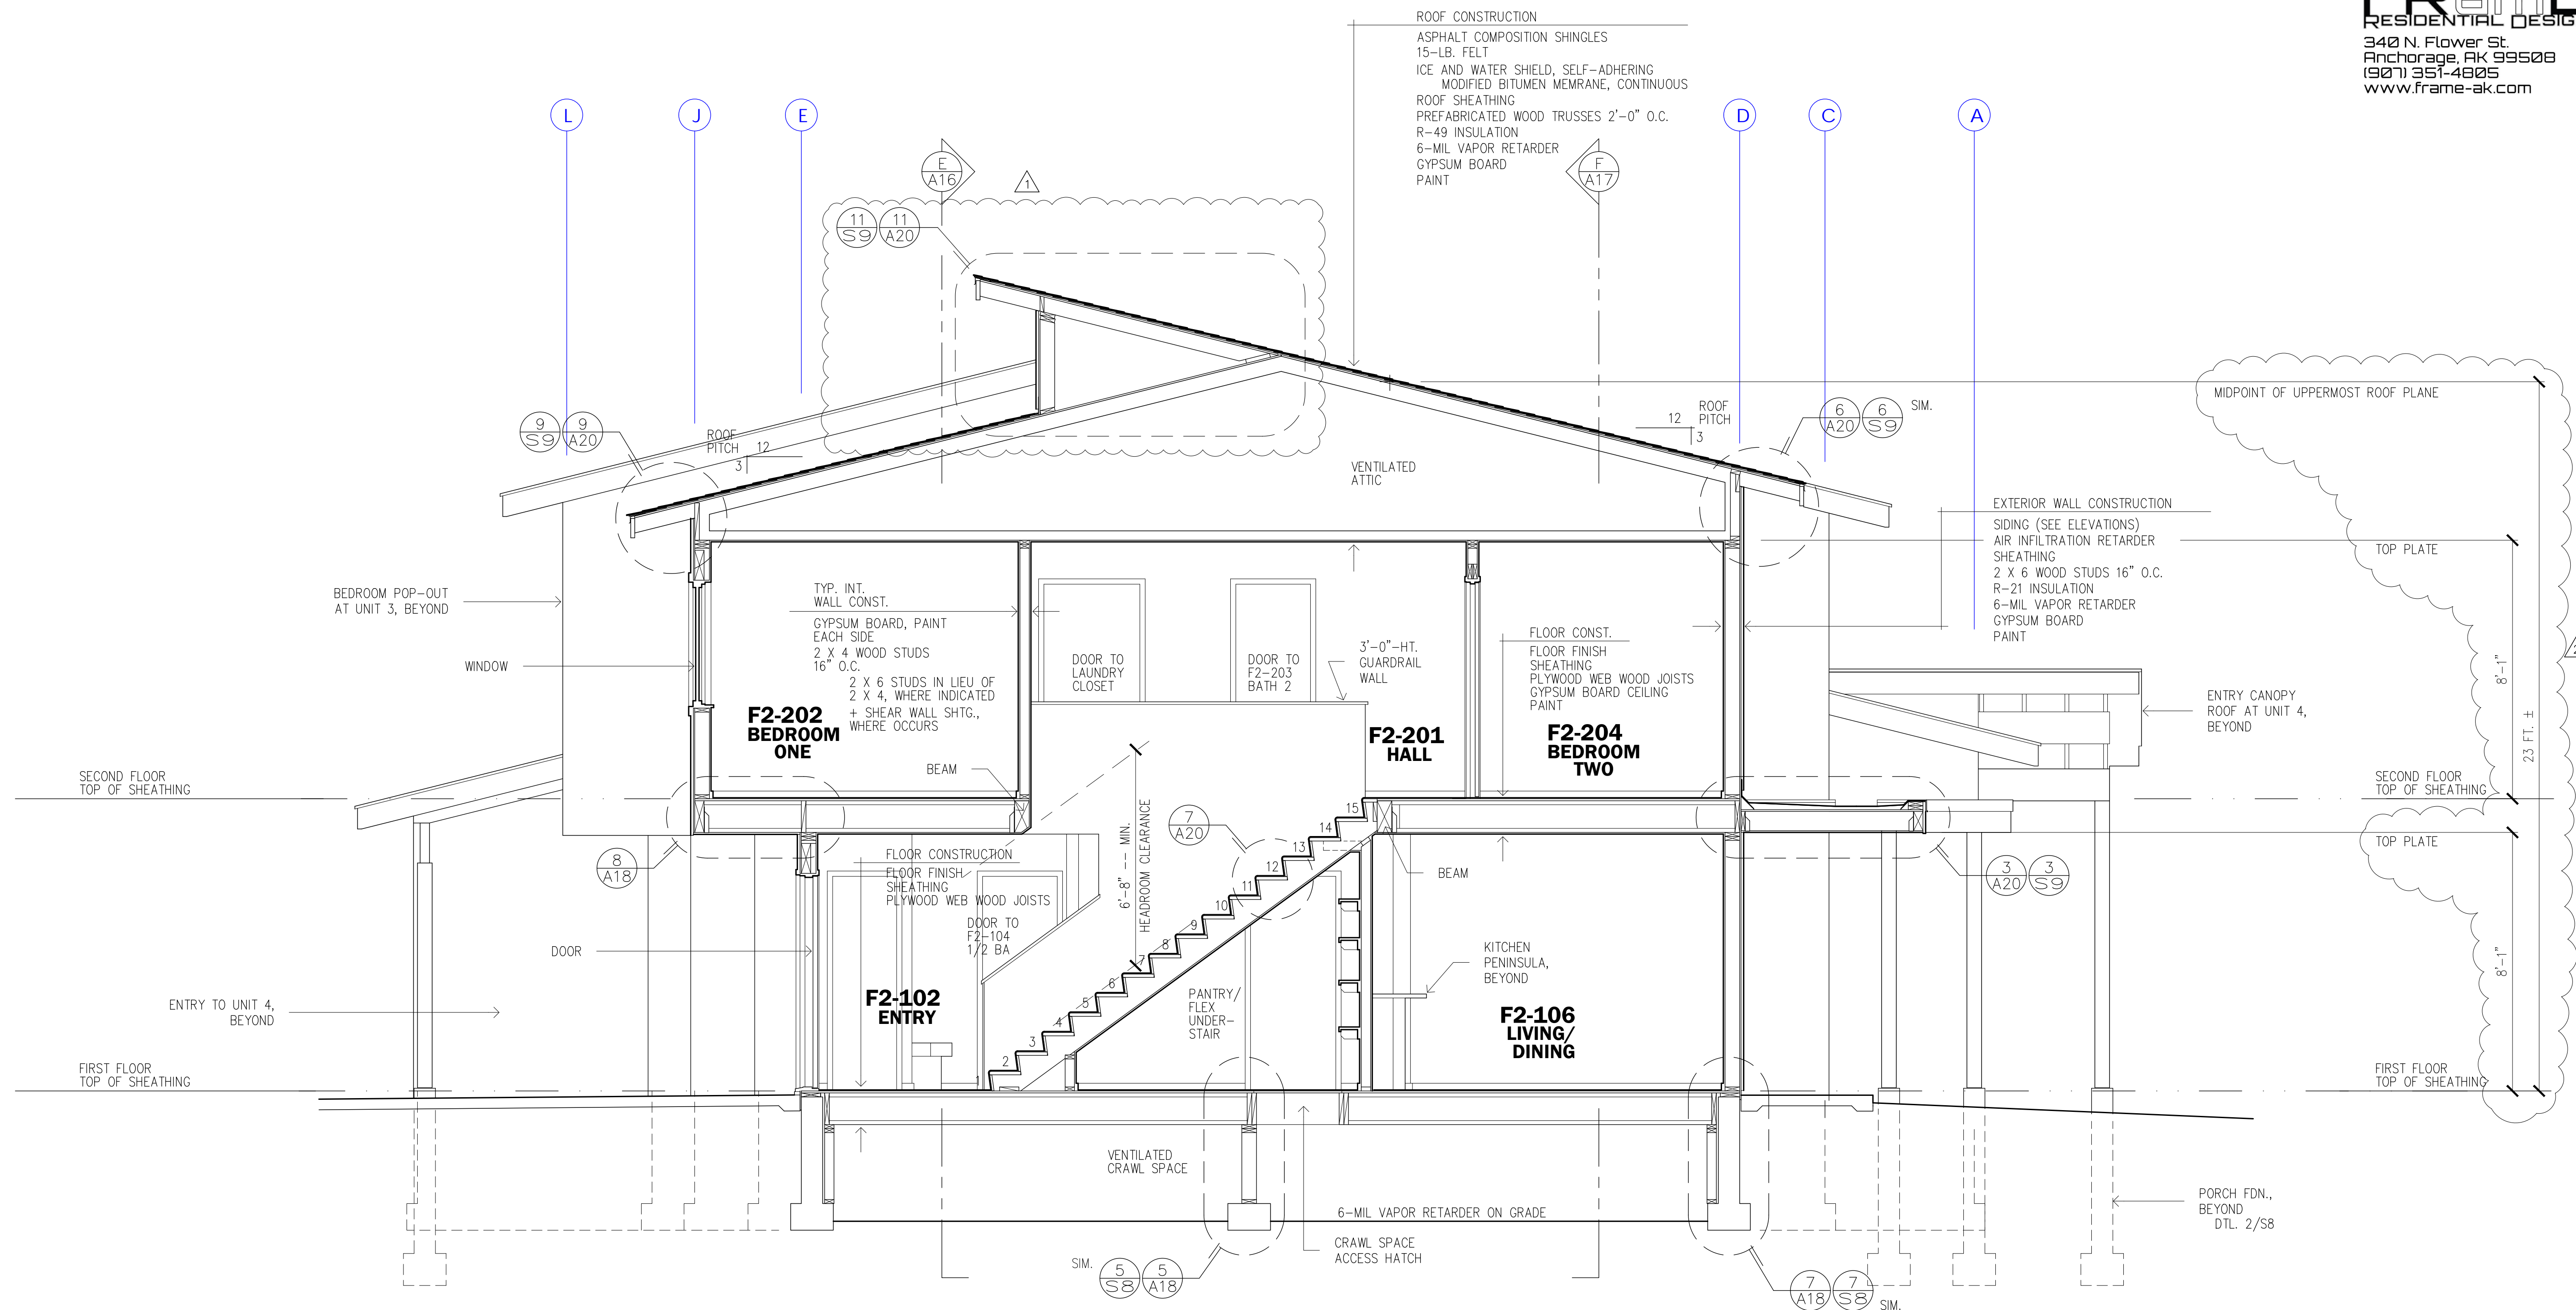 RESIDENTIAL DESIG
340 N. Flower St.
Anchorage, AK 99508
(907) 351-4805
www.frame-ak.com
ROOF CONSTRUCTION
ASPHALT COMPOSITION SHINGLES
15-LB. FELT
ICE AND WATER SHIELD, SELF-ADHERING
MODIFIED BITUMEN MEMRANE, CONTINUOUS
ROOF SHEATHING
PREFABRICATED WOOD TRUSSES 2'-0" O.C.
R-49 INSULATION
6-MIL VAPOR RETARDER
GYPSUM BOARD
PAINT
L
J
E
D
C
A
E
A16
1
F
A17
11
S9
11
A20
MIDPOINT OF UPPERMOST ROOF PLANE
9
S9
9
A20
ROOF
PITCH
12
3
ROOF
PITCH
12
3
6
A20
6
S9
SIM.
VENTILATED
ATTIC
EXTERIOR WALL CONSTRUCTION
SIDING (SEE ELEVATIONS)
AIR INFILTRATION RETARDER
SHEATHING
2 X 6 WOOD STUDS 16" O.C.
R-21 INSULATION
6-MIL VAPOR RETARDER
GYPSUM BOARD
PAINT
TOP PLATE
BEDROOM POP-OUT
AT UNIT 3, BEYOND
WINDOW
TYP. INT.
WALL CONST.
GYPSUM BOARD, PAINT
EACH SIDE
2 X 4 WOOD STUDS
16" O.C.
2 X 6 STUDS IN LIEU OF
2 X 4, WHERE INDICATED
+ SHEAR WALL SHTG.,
WHERE OCCURS
F2-202
BEDROOM
ONE
DOOR TO
LAUNDRY
CLOSET
DOOR TO
F2-203
BATH 2
3'-0"-HT.
GUARDRAIL
WALL
FLOOR CONST.
FLOOR FINISH
SHEATHING
PLYWOOD WEB WOOD JOISTS
GYPSUM BOARD CEILING
PAINT
F2-201
HALL
F2-204
BEDROOM
TWO
ENTRY CANOPY
ROOF AT UNIT 4,
BEYOND
8'-1"
23 FT. ±
BEAM
SECOND FLOOR
TOP OF SHEATHING
SECOND FLOOR
TOP OF SHEATHING
TOP PLATE
8
A18
7
A20
6'-8" -- MIN.
HEADROOM CLEARANCE
FLOOR CONSTRUCTION
FLOOR FINISH
SHEATHING
PLYWOOD WEB WOOD JOISTS
DOOR TO
F2-104
1/2 BA
BEAM
3
A20
3
S9
DOOR
15
14
13
12
11
10
9
8
7
6
5
4
3
2
1
KITCHEN
PENINSULA,
BEYOND
F2-102
ENTRY
PANTRY/
FLEX
UNDER-
STAIR
F2-106
LIVING/
DINING
8'-1"
ENTRY TO UNIT 4,
BEYOND
FIRST FLOOR
TOP OF SHEATHING
FIRST FLOOR
TOP OF SHEATHING
VENTILATED
CRAWL SPACE
6-MIL VAPOR RETARDER ON GRADE
CRAWL SPACE
ACCESS HATCH
PORCH FDN.,
BEYOND
DTL. 2/S8
SIM.
5
S8
5
A18
7
A18
7
S8
SIM.